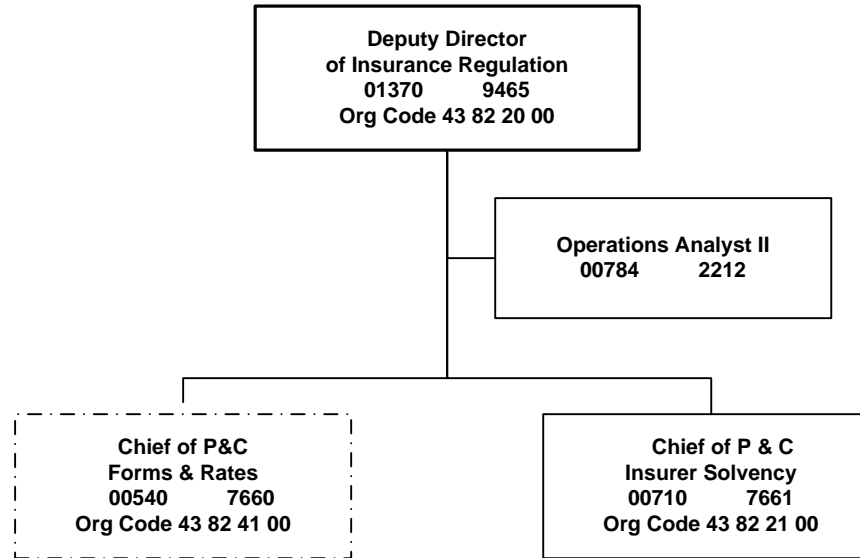 Deputy Director
of Insurance Regulation
01370 9465
Org Code 43 82 20 00
Operations Analyst II
00784 2212
Chief of P&C
Forms & Rates
00540 7660
Org Code 43 82 41 00
Chief of P & C
Insurer Solvency
00710 7661
Org Code 43 82 21 00